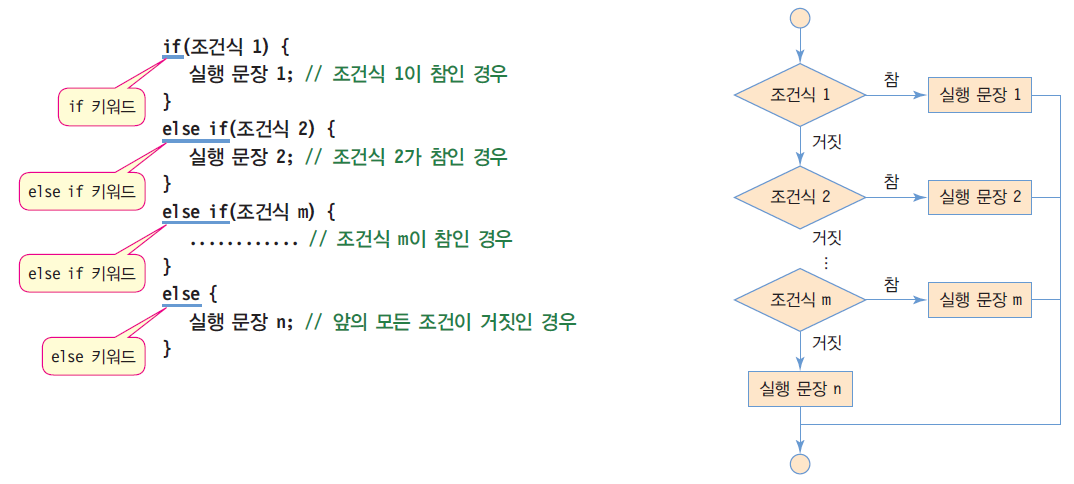 if(조건식 1) {
실행 문장 1; // 조건식 1이 참인 경우
}
if 키워드
else if(조건식 2) {
실행 문장 2; // 조건식 2가 참인 경우
}
else if 키워드
else if(조건식 m) {
............ // 조건식 m이 참인 경우
}
else if 키워드
else {
실행 문장 n; // 앞의 모든 조건이 거짓인 경우
}
else 키워드
조건식 1
참
실행 문장 1
거짓
조건식 2
참
실행 문장 2
거짓
⋮
조건식 m
참
실행 문장 m
거짓
실행 문장 n